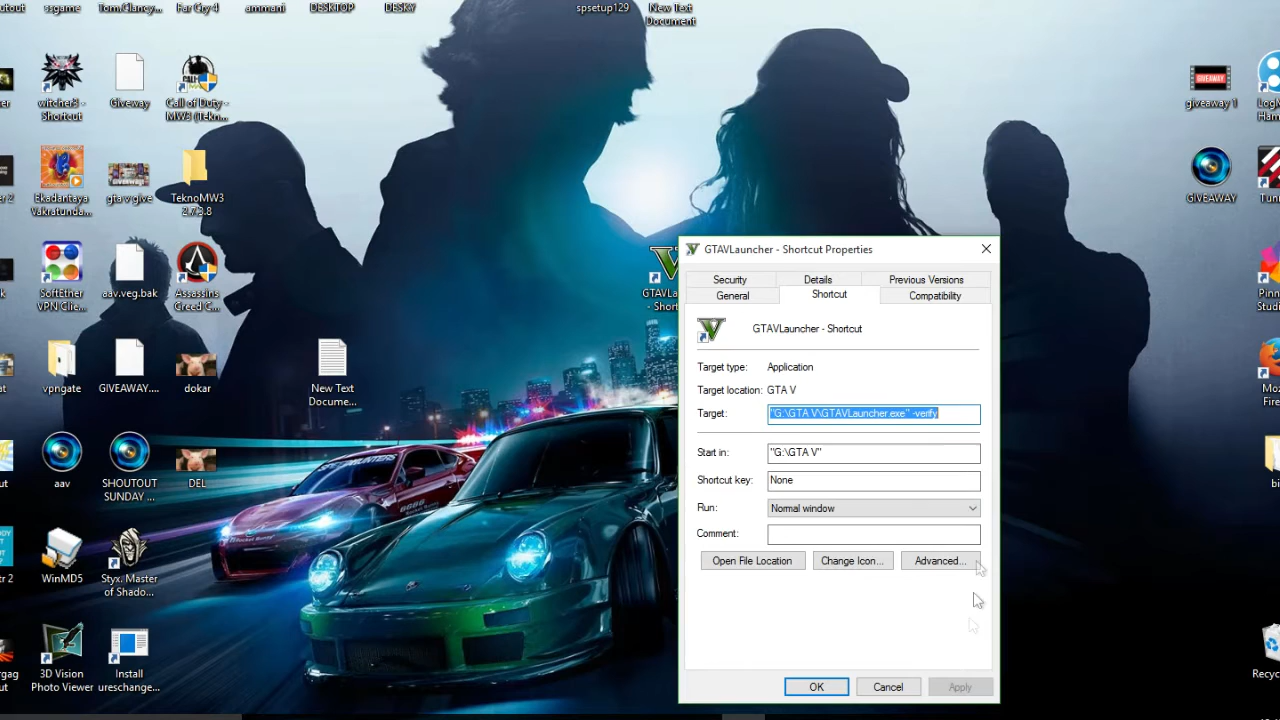 ssgame
Tom.Clancy...
Far Cry 4
ammani
DESKTOP
DESKY
spsetup129
New Text
Document
witcher3 -
Shortcut
Giveway
Call of Duty -
MW3 (Tekn...
giveaway 1
Ekadantaya
Vakratunda...
gta v give
TeknoMW3
2.7.3.8
GIVEAWAY
SoftEther
VPN Clie...
aav.veg.bak
Assassins
Creed C...
vpngate
GIVEAWAY....
dokar
New Text
Docume...
aav
SHOUTOUT
SUNDAY ...
DEL
WinMD5
Styx. Master
of Shado...
3D Vision
Photo Viewer
Install
ureschange...
GTAVLauncher - Shortcut Properties
Security
Details
Previous Versions
General
Shortcut
Compatibility
GTAVLauncher - Shortcut
Target type: Application
Target location: GTA V
Target: "G:\GTA V\GTAVLauncher.exe" -verify
Start in: "G:\GTA V"
Shortcut key: None
Run: Normal window
Comment:
Open File Location
Change Icon...
Advanced...
OK
Cancel
Apply